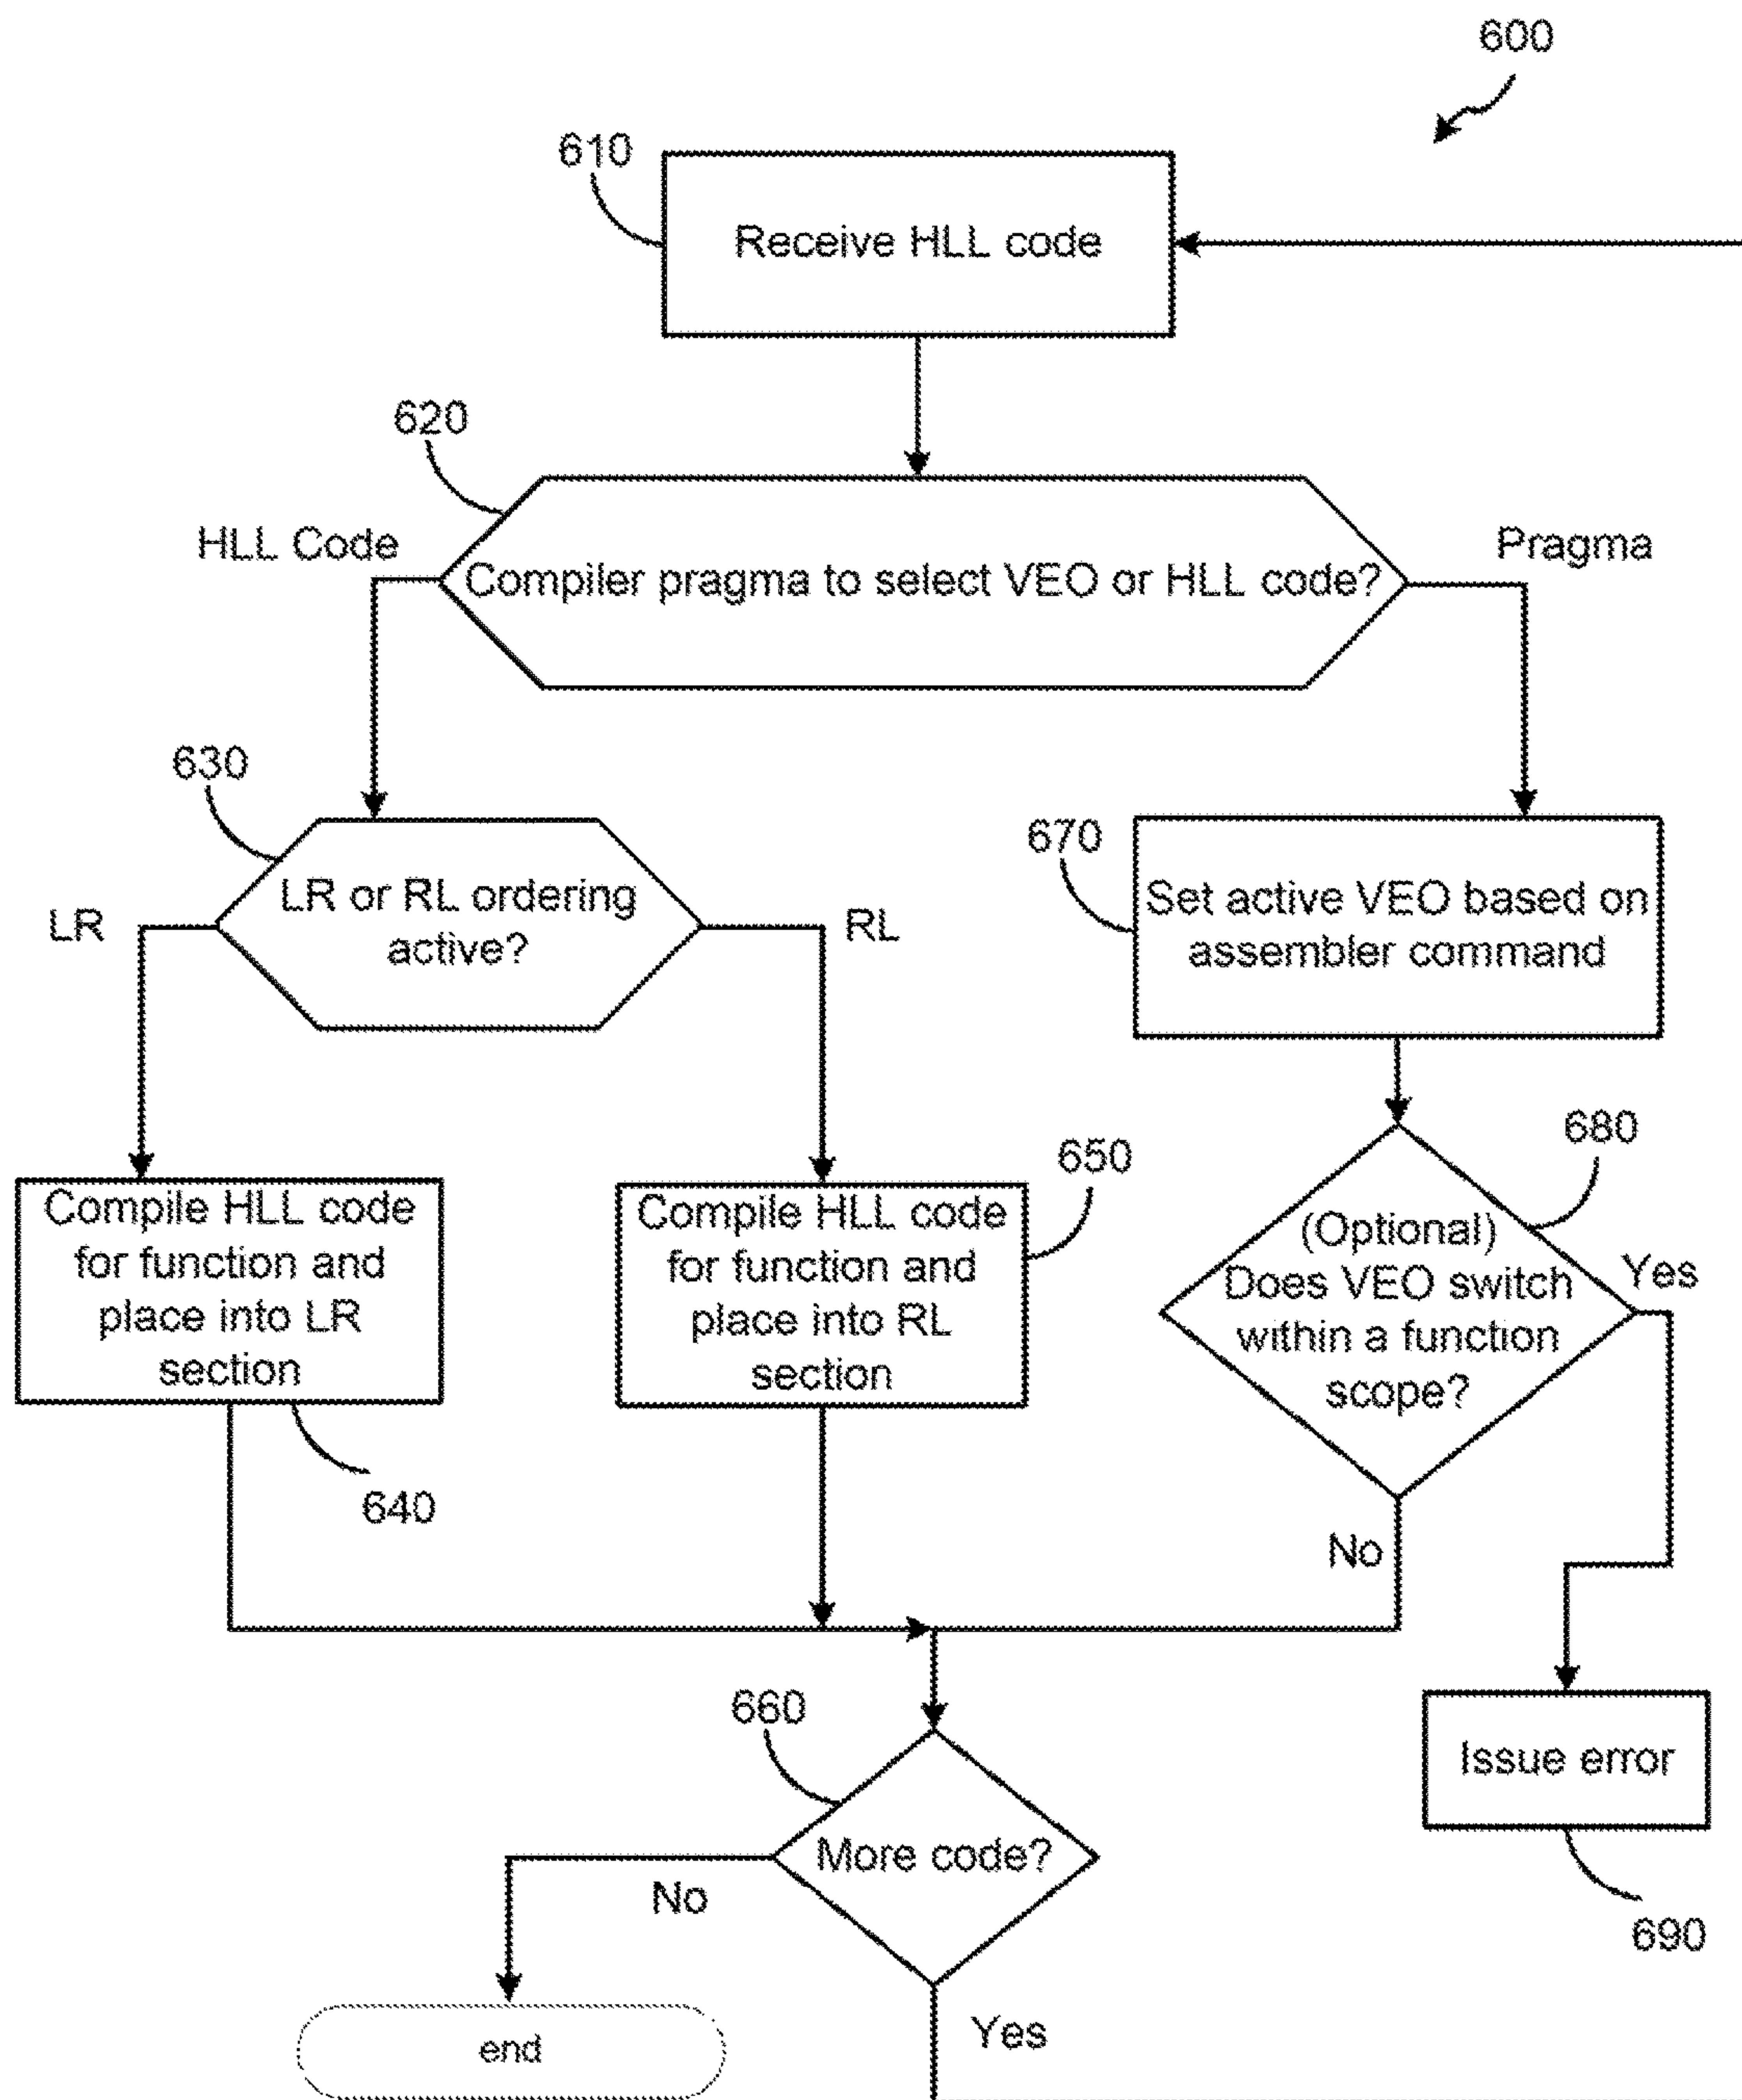 600
610
Receive HLL code
620
HLL Code
Pragma
Compiler pragma to select VEO or HLL code?
630
LR or RL ordering
active?
LR
RL
670
Set active VEO based on
assembler command
680
650
Compile HLL code
for function and
place into LR
section
Compile HLL code
for function and
place into RL
section
(Optional)
Does VEO switch
within a function
scope?
Yes
640
No
660
Issue error
More code?
No
690
end
Yes